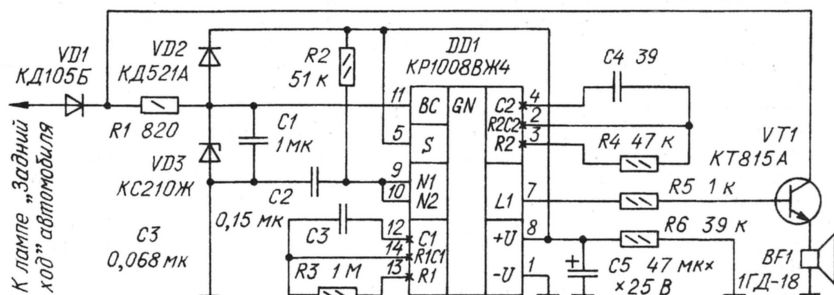 К лампе „Задний
ход" автомобиля
VD1
КД105Б
VD2
КД521А
R2
51 к
DD1
КР1008ВЖ4
C4 39
R1 820
C1
1мк
VD3
КС210Ж
C2
0,15 мк
C3
0,068 мк
C3
R3 1 М
11
5
9
10
12
14
13
BC
S
N1
N2
C1
R1C1
R1
GN
C2
R2C2
R2
L1
+U
-U
4
2
3
7
8
1
R4 47 к
VT1
КТ815А
R5 1 к
R6 39 к
C5 47 мк×
×25 В
+
BF1
1ГД-18